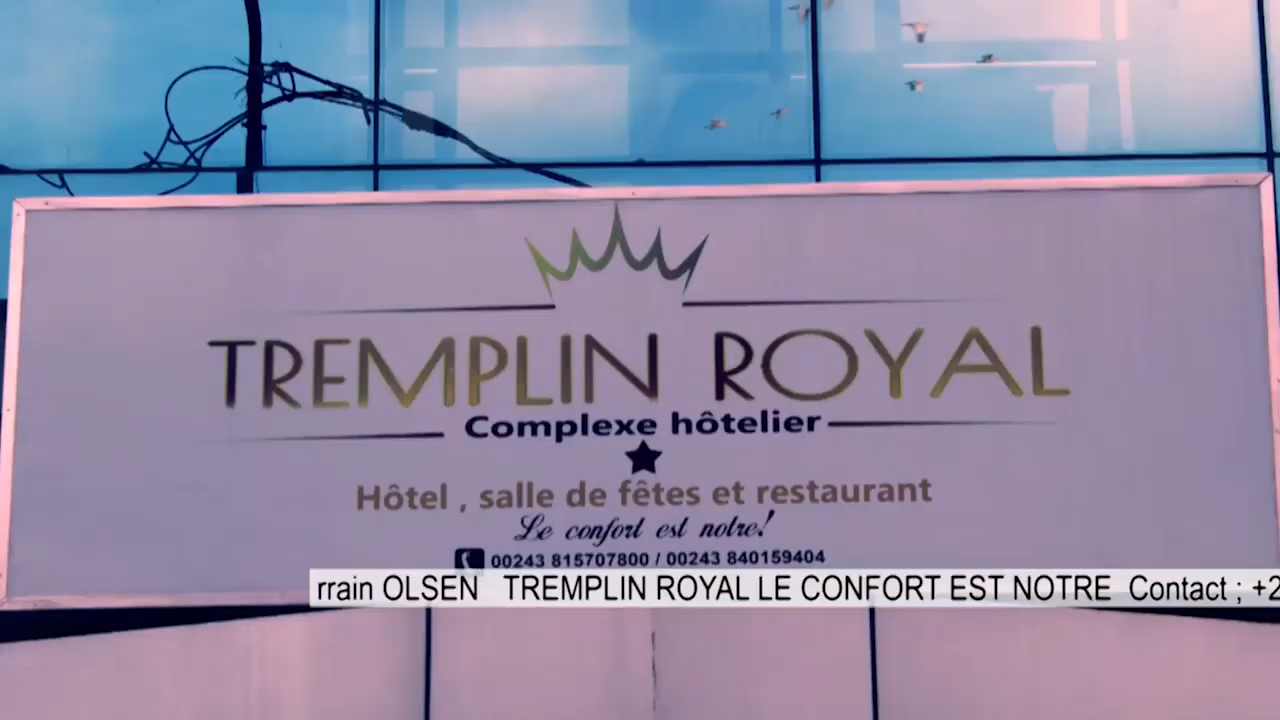 TREMPLIN ROYAL
Complexe hôtelier
Hôtel , salle de fêtes et restaurant
Le confort est notre!
00243 815707800 / 00243 840159404
rrain OLSEN TREMPLIN ROYAL LE CONFORT EST NOTRE Contact ; +2